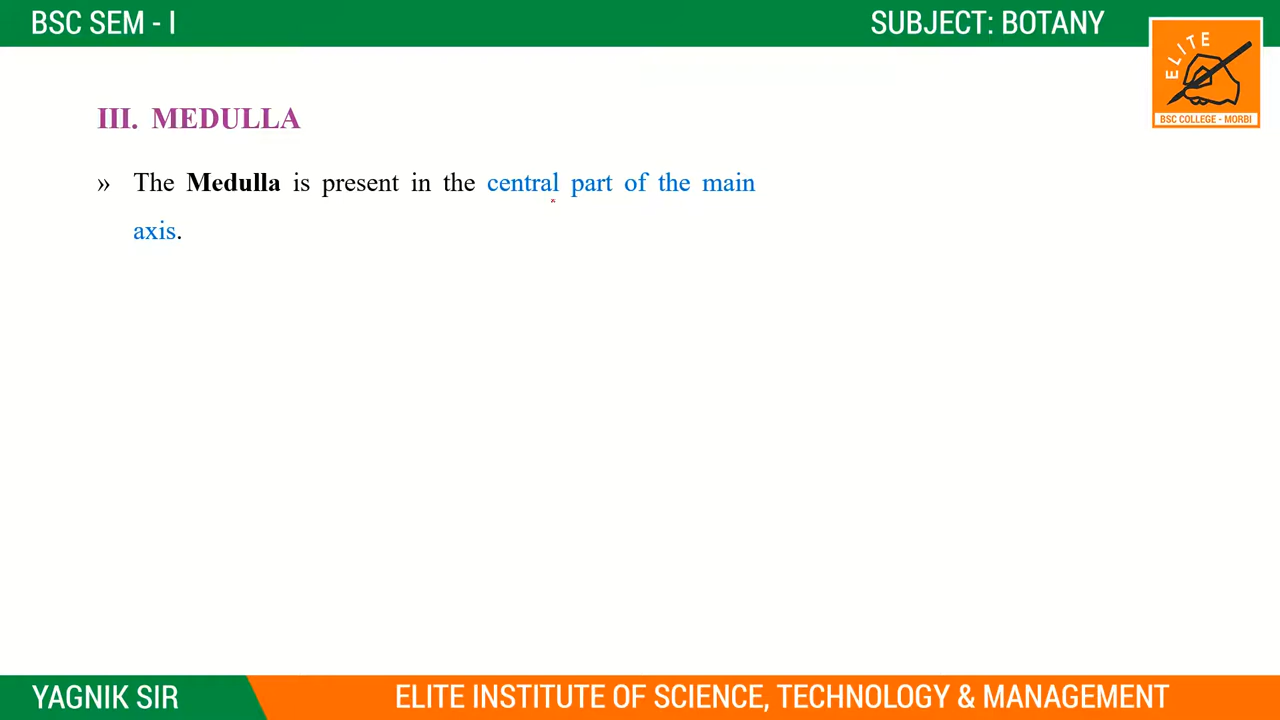 BSC SEM - I
SUBJECT: BOTANY
ELITE
BSC COLLEGE - MORBI
III. MEDULLA
» The Medulla is present in the central part of the main
axis.
YAGNIK SIR
ELITE INSTITUTE OF SCIENCE, TECHNOLOGY & MANAGEMENT